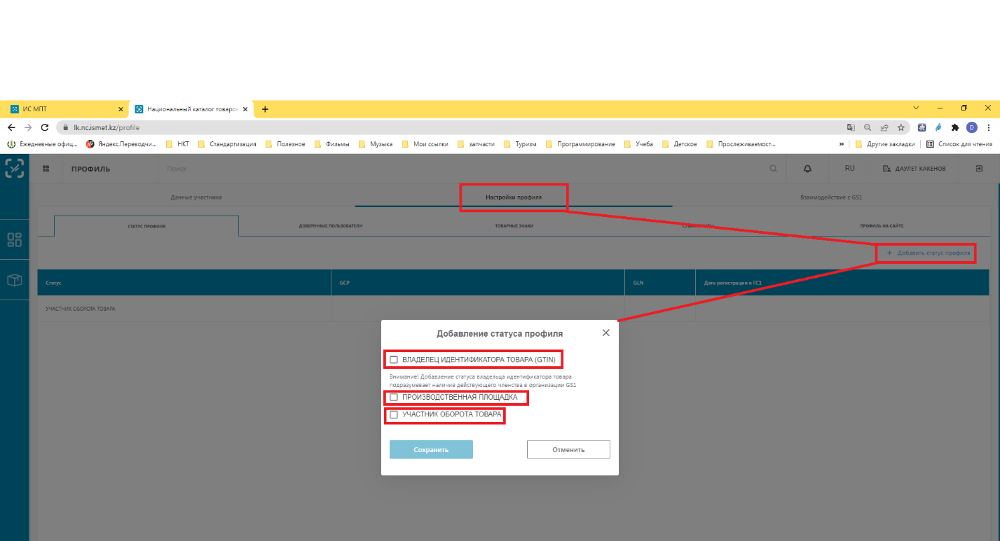 ИС МПТ
Национальный каталог товаров
lk.nc.ismet.kz/profile
Ежедневные офиц...
Яндекс.Переводчи...
НКТ
Стандартизация
Полезное
Фильмы
Музыка
Мои ссылки
запчасти
Туризм
Программирование
Учеба
Детское
Прослеживаемост...
»
Другие закладки
Список для чтения
D
ПРОФИЛЬ
Поиск
RU
ДАУЛЕТ КАКЕНОВ
Данные участника
Настройки профиля
Взаимодействие с GS1
СТАТУС ПРОФИЛЯ
ДОВЕРЕННЫЕ ПОЛЬЗОВАТЕЛИ
ТОВАРНЫЕ ЗНАКИ
ПРОФИЛЬ НА САЙТЕ
+ Добавить статус профиля
Статус
GCP
GLN
Дата регистрации в ГС1
УЧАСТНИК ОБОРОТА ТОВАРА
Добавление статуса профиля
ВЛАДЕЛЕЦ ИДЕНТИФИКАТОРА ТОВАРА (GTIN)
Внимание! Добавление статуса владельца идентификатора товара
подразумевает наличие действующего членства в организации GS1
ПРОИЗВОДСТВЕННАЯ ПЛОЩАДКА
УЧАСТНИК ОБОРОТА ТОВАРА
Сохранить
Отменить